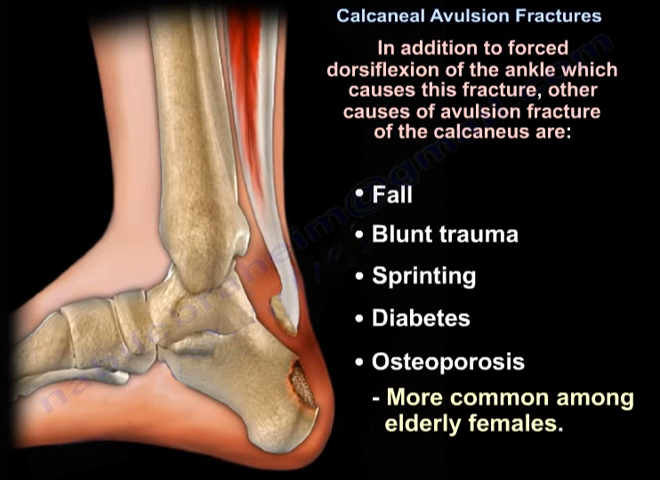 Calcaneal Avulsion Fractures
In addition to forced
dorsiflexion of the ankle which
causes this fracture, other
causes of avulsion fracture
of the calcaneus are:
• Fall
• Blunt trauma
• Sprinting
• Diabetes
• Osteoporosis
- More common among
elderly females.